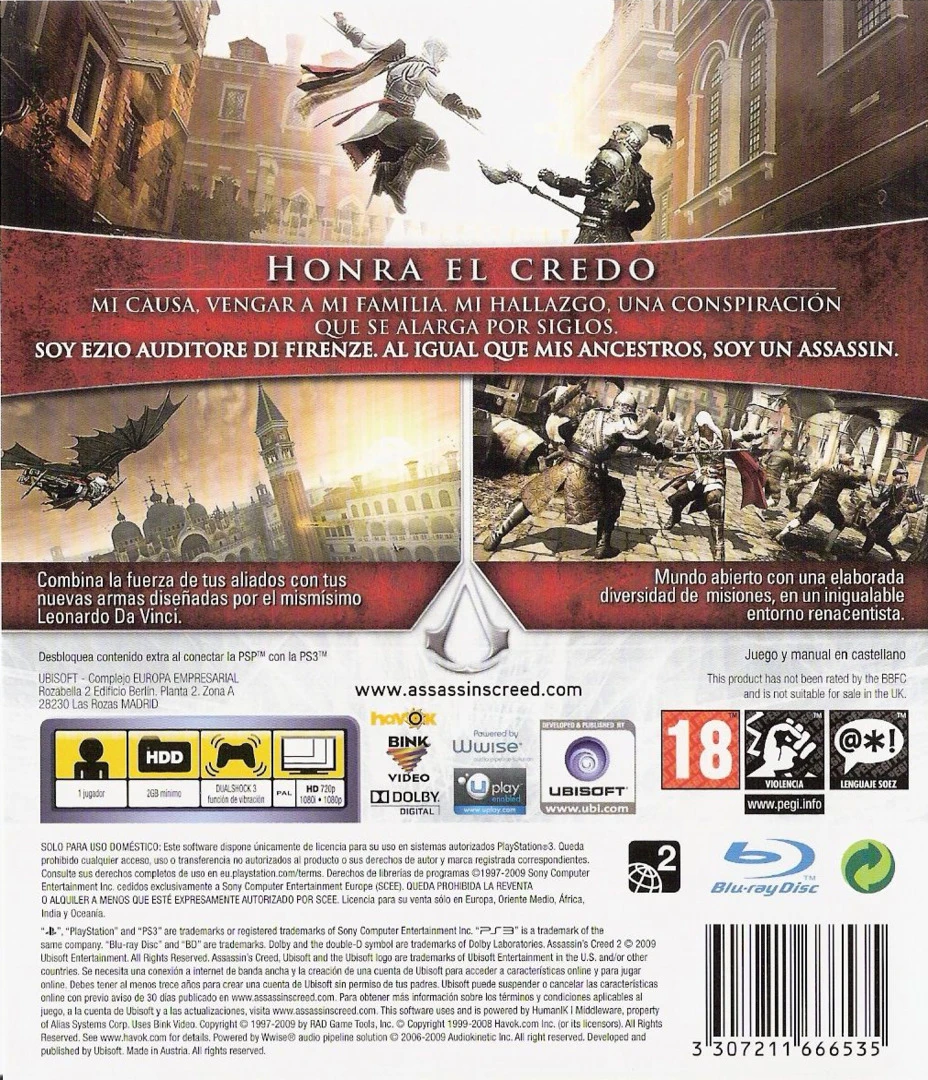 HONRA EL CREDO
MI CAUSA, VENGAR A MI FAMILIA. MI HALLAZGO, UNA CONSPIRACIÓN
QUE SE ALARGA POR SIGLOS.
SOY EZIO AUDITORE DI FIRENZE. AL IGUAL QUE MIS ANCESTROS, SOY UN ASSASSIN.
Combina la fuerza de tus aliados con tus
nuevas armas diseñadas por el mismísimo
Leonardo Da Vinci.
Mundo abierto con una elaborada
diversidad de misiones, en un inigualable
entorno renacentista.
Desbloquea contenido extra al conectar la PSP™ con la PS3™
UBISOFT - Complejo EUROPA EMPRESARIAL
Rozabella 2 Edificio Berlín. Planta 2. Zona A
28230 Las Rozas MADRID
www.assassinscreed.com
Juego y manual en castellano
This product has not been rated by the BBFC
and is not suitable for sale in the UK.
HDD
1 jugador
2GB mínimo
DUALSHOCK 3
función de vibración
PAL
HD 720p
1080i • 1080p
havok
BINK
VIDEO
DOLBY
DIGITAL
Powered by
Wwise
audio pipeline solution
u play
enabled
www.uplay.com
DEVELOPED & PUBLISHED BY
UBISOFT
www.ubi.com
18
VIOLENCIA
@*!
LENGUAJE SOEZ
www.pegi.info
SOLO PARA USO DOMÉSTICO: Este software dispone únicamente de licencia para su uso en sistemas autorizados PlayStation®3. Queda
prohibido cualquier acceso, uso o transferencia no autorizados al producto o sus derechos de autor y marca registrada correspondientes.
Consulte sus derechos completos de uso en eu.playstation.com/terms. Derechos de librerías de programas ©1997-2009 Sony Computer
Entertainment Inc. cedidos exclusivamente a Sony Computer Entertainment Europe (SCEE). QUEDA PROHIBIDA LA REVENTA
O ALQUILER A MENOS QUE ESTÉ EXPRESAMENTE AUTORIZADO POR SCEE. Licencia para su venta sólo en Europa, Oriente Medio, África,
India y Oceanía.
2
Blu-ray Disc
TM
"", "PlayStation" and "PS3" are trademarks or registered trademarks of Sony Computer Entertainment Inc. "PS3" is a trademark of the
same company. "Blu-ray Disc" and "BD" are trademarks. Dolby and the double-D symbol are trademarks of Dolby Laboratories. Assassin's Creed 2 © 2009
Ubisoft Entertainment. All Rights Reserved. Assassin's Creed, Ubisoft and the Ubisoft logo are trademarks of Ubisoft Entertainment in the U.S. and/or other
countries. Se necesita una conexión a internet de banda ancha y la creación de una cuenta de Ubisoft para acceder a características online y para jugar
online. Debes tener al menos trece años para crear una cuenta de Ubisoft sin permiso de tus padres. Ubisoft puede suspender o cancelar las características
online con previo aviso de 30 días publicado en www.assassinscreed.com. Para obtener más información sobre los términos y condiciones aplicables al
juego, a la cuenta de Ubisoft y a las actualizaciones, visita www.assassinscreed.com. This software uses and is powered by HumanIK | Middleware, property
of Alias Systems Corp. Uses Bink Video. Copyright © 1997-2009 by RAD Game Tools, Inc. © Copyright 1999-2008 Havok.com Inc. (or its licensors). All Rights
Reserved. See www.havok.com for details. Powered by Wwise® audio pipeline solution © 2006-2009 Audiokinetic Inc. All right reserved. Developed and
published by Ubisoft. Made in Austria. All rights reserved.
3 307211 666535